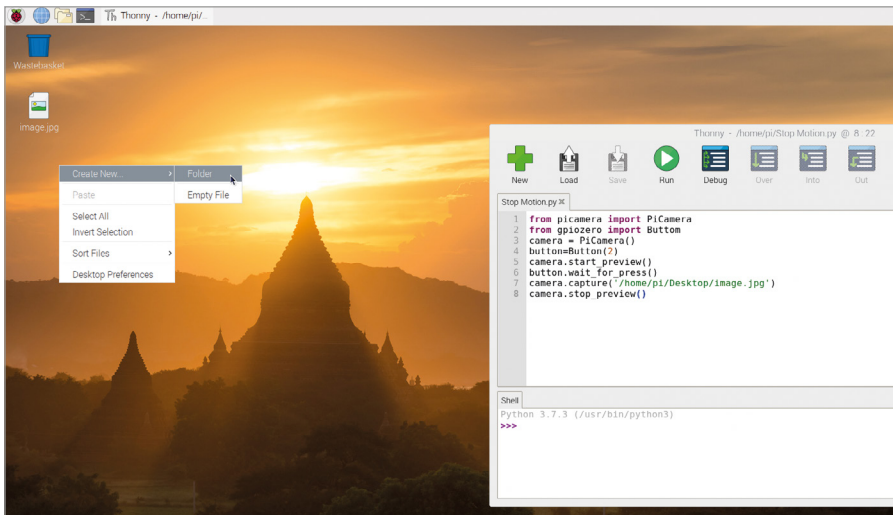 Thonny - /home/pi/..
Wastebasket
image.jpg
Create New...
Folder
Empty File
Paste
Select All
Invert Selection
Sort Files
Desktop Preferences
Thonny - /home/pi/Stop Motion.py @ 8 : 22
New Load Save Run Debug Over Into Out
Stop Motion.py
1 from picamera import PiCamera
2 from gpiozero import Buttom
3 camera = PiCamera()
4 button=Button(2)
5 camera.start_preview()
6 button.wait_for_press()
7 camera.capture('/home/pi/Desktop/image.jpg')
8 camera.stop_preview()
Shell
Python 3.7.3 (/usr/bin/python3)
>>>